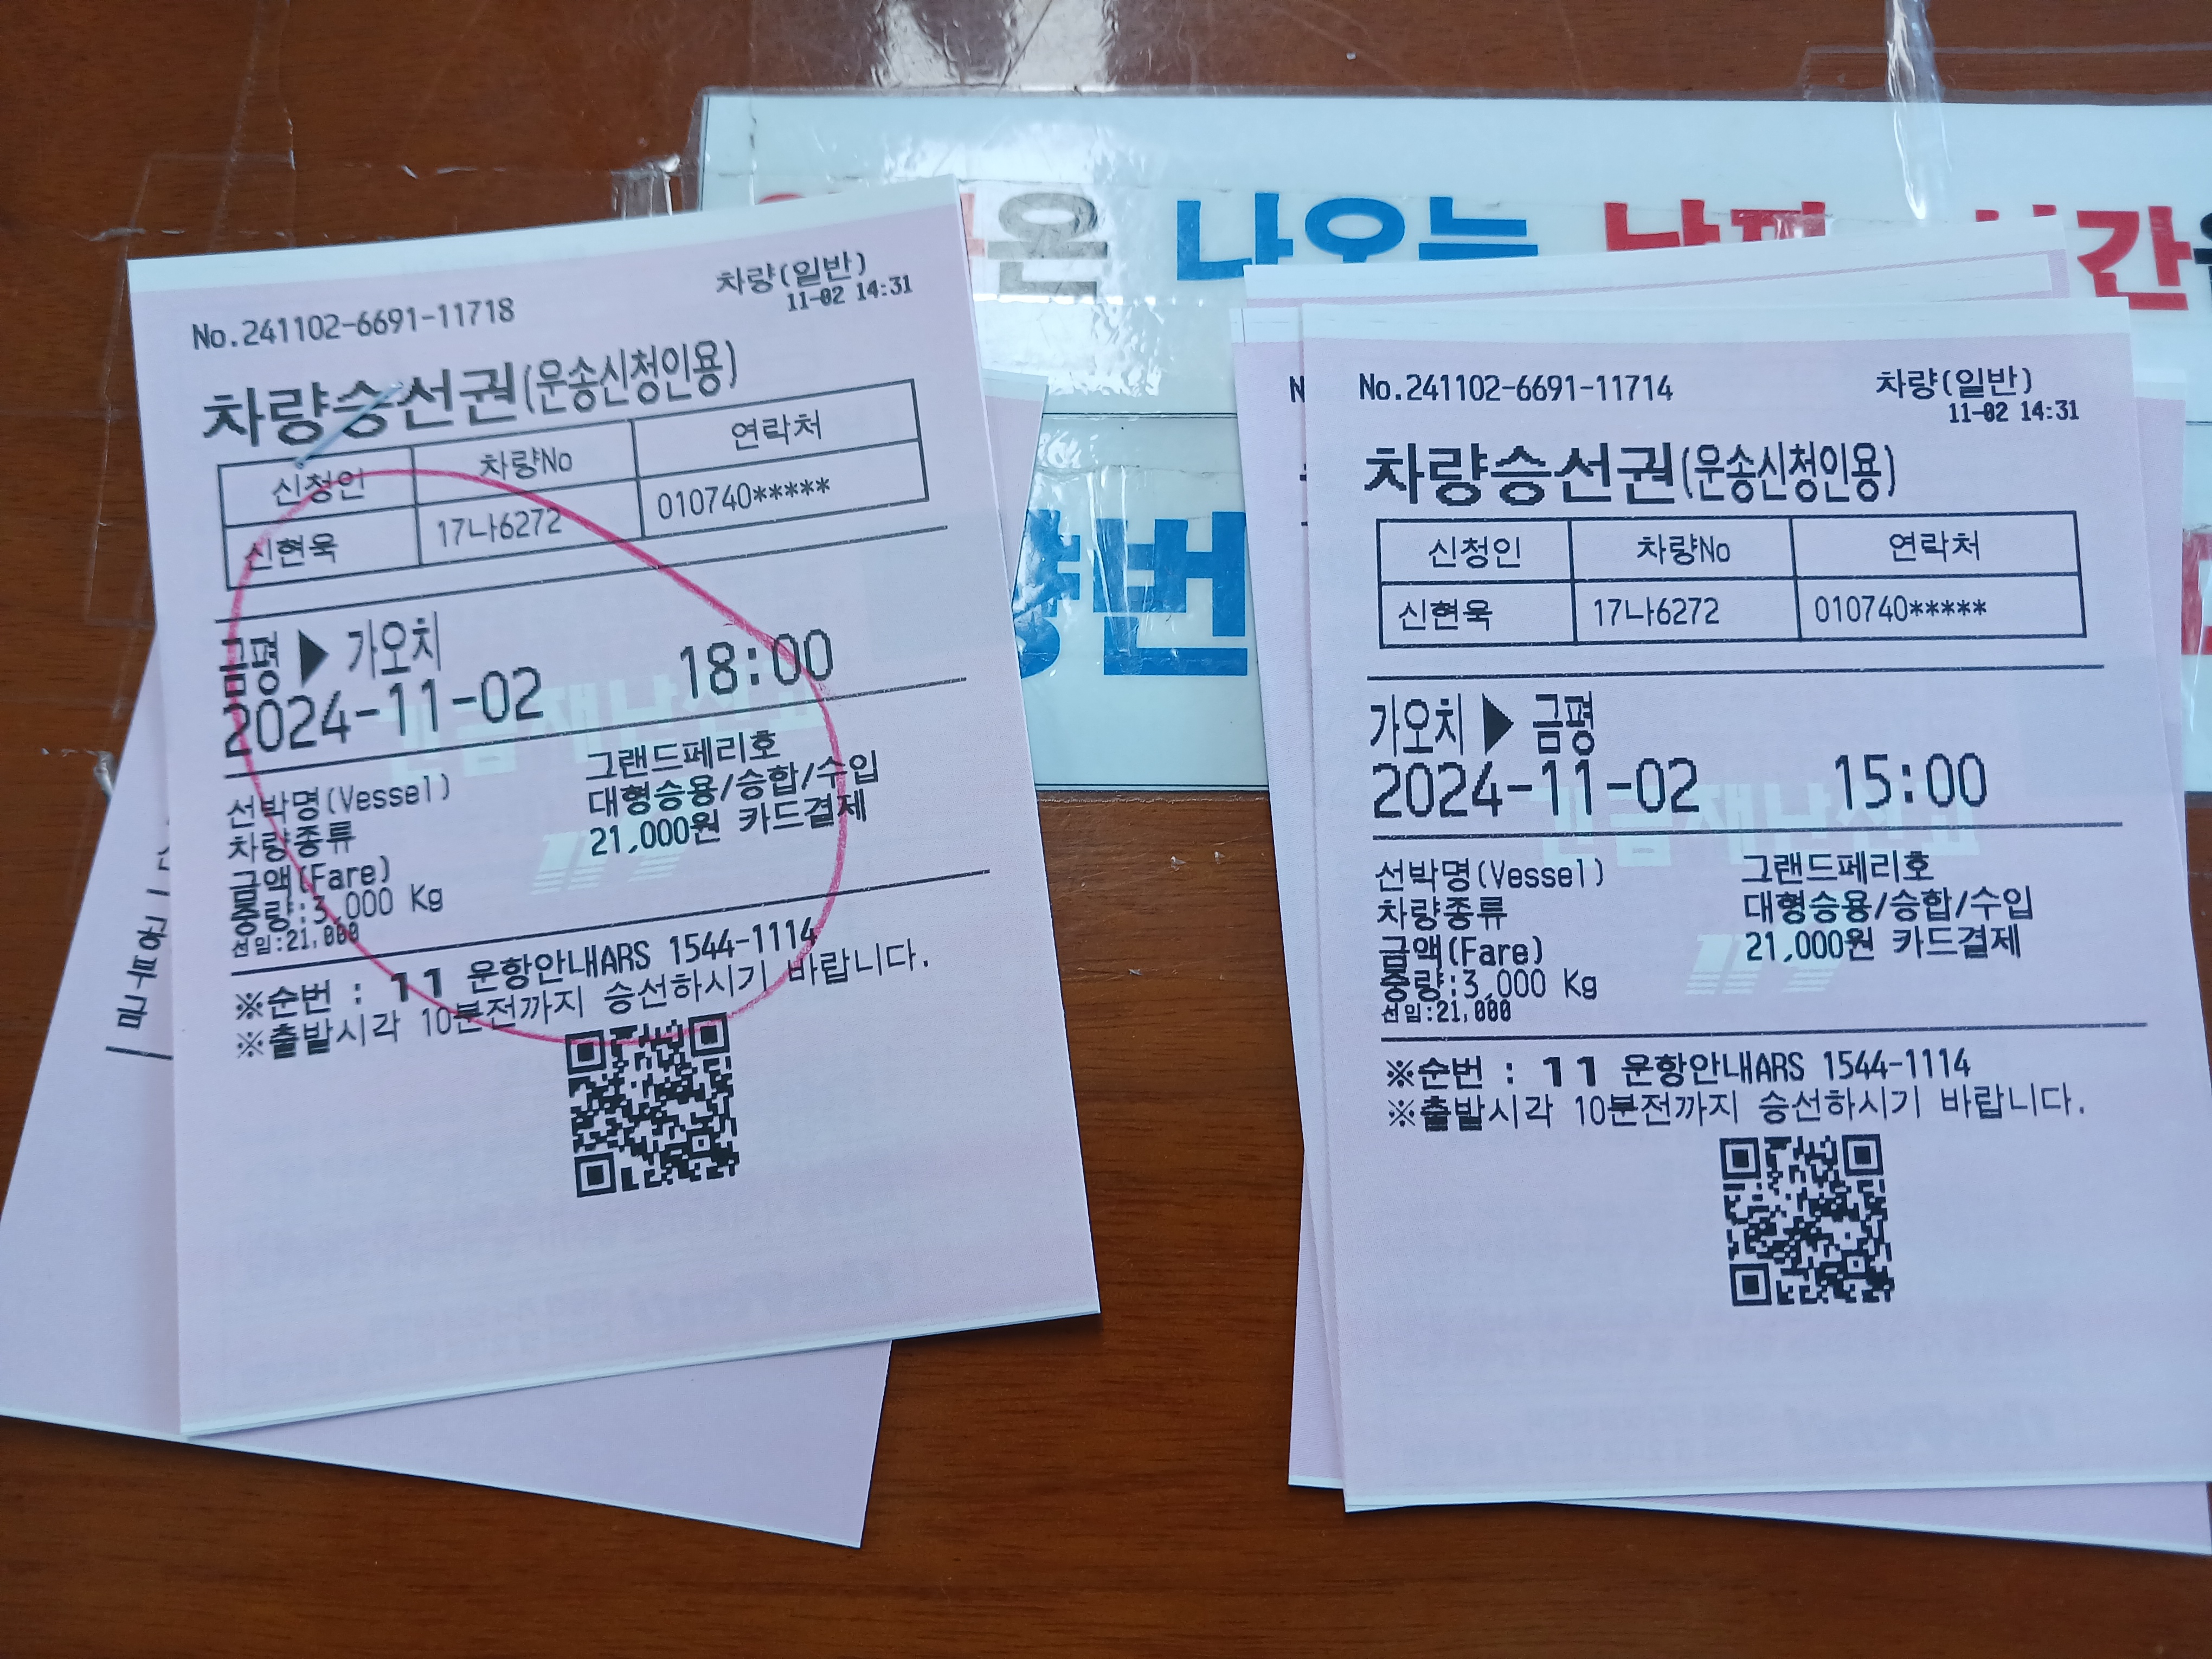 나오는
간
번
No.241102-6691-11718
차량(일반)
11-02 14:31
차량승선권(운송신청인용)
신청인 차량No 연락처
신현욱 17나6272 010740*****
금평 ▶ 가오치
2024-11-02 18:00
선박명(Vessel) 그랜드페리호
차량종류 대형승용/승합/수입
금액(Fare) 21,000원 카드결제
중량:3,000 Kg
선임:21,000
※순번 : 11 운항안내ARS 1544-1114
※출발시각 10분전까지 승선하시기 바랍니다.
No.241102-6691-11714
차량(일반)
11-02 14:31
차량승선권(운송신청인용)
신청인 차량No 연락처
신현욱 17나6272 010740*****
가오치 ▶ 금평
2024-11-02 15:00
선박명(Vessel) 그랜드페리호
차량종류 대형승용/승합/수입
금액(Fare) 21,000원 카드결제
중량:3,000 Kg
선임:21,000
※순번 : 11 운항안내ARS 1544-1114
※출발시각 10분전까지 승선하시기 바랍니다.